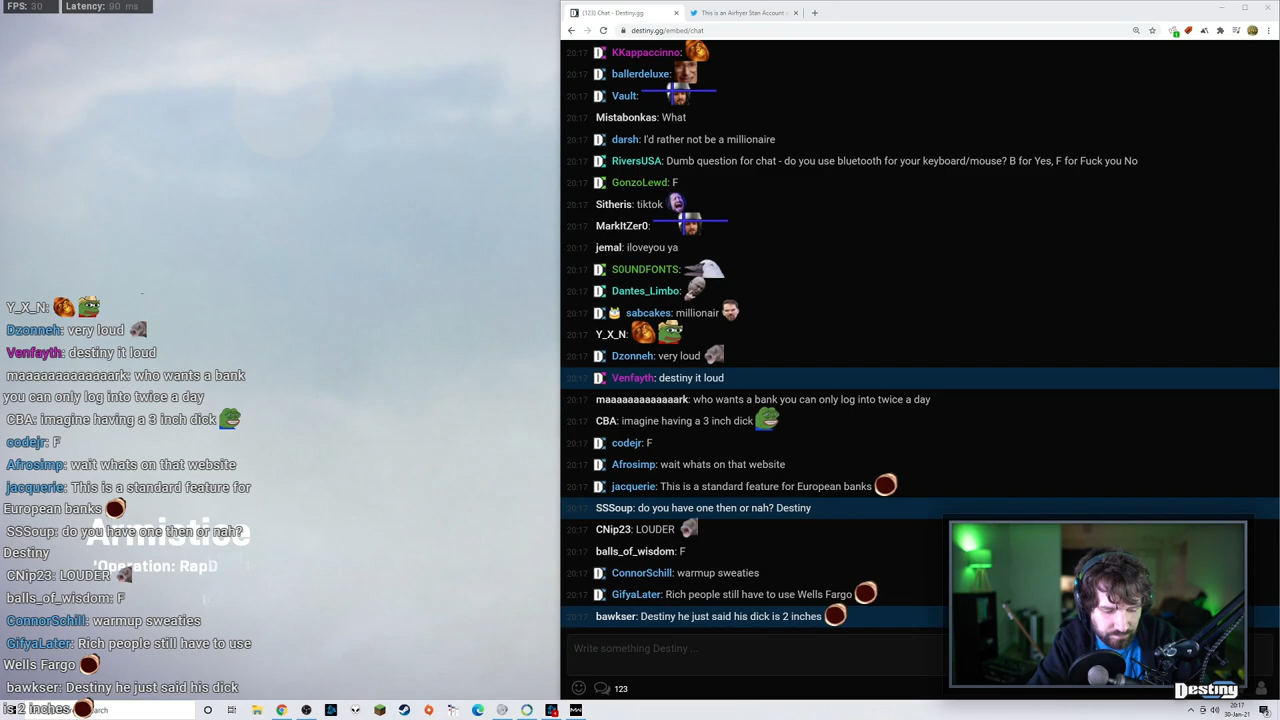 FPS: 30 Latency: 90 ms
(123) Chat - Destiny.gg
This is an Airfryer Stan Account
destiny.gg/embed/chat
20:17 KKappaccinno:
20:17 ballerdeluxe:
20:17 Vault:
20:17 Mistabonkas: What
20:17 darsh: I'd rather not be a millionaire
20:17 RiversUSA: Dumb question for chat - do you use bluetooth for your keyboard/mouse? B for Yes, F for Fuck you No
20:17 GonzoLewd: F
20:17 Sitheris: tiktok
20:17 MarkItZer0:
20:17 jemal: iloveyou ya
20:17 S0UNDFONTS:
20:17 Dantes_Limbo:
20:17 sabcakes: millionair
20:17 Y_X_N:
20:17 Dzonneh: very loud
20:17 Venfayth: destiny it loud
20:17 maaaaaaaaaaaaark: who wants a bank you can only log into twice a day
20:17 CBA: imagine having a 3 inch dick
20:17 codejr: F
20:17 Afrosimp: wait whats on that website
20:17 jacquerie: This is a standard feature for European banks
20:17 SSSoup: do you have one then or nah? Destiny
20:17 CNip23: LOUDER
20:17 balls_of_wisdom: F
20:17 ConnorSchill: warmup sweaties
20:17 GifyaLater: Rich people still have to use Wells Fargo
20:17 bawkser: Destiny he just said his dick is 2 inches
Write something Destiny ...
123
Y_X_N:
Dzonneh: very loud
Venfayth: destiny it loud
maaaaaaaaaaaaark: who wants a bank
you can only log into twice a day
CBA: imagine having a 3 inch dick
codejr: F
Afrosimp: wait whats on that website
jacquerie: This is a standard feature for
European banks
SSSoup: do you have one then or nah?
Destiny
Armistice
'Operation: RapD
CNip23: LOUDER
balls_of_wisdom: F
ConnorSchill: warmup sweaties
GifyaLater: Rich people still have to use
Wells Fargo
bawkser: Destiny he just said his dick
is 2 inches
Destiny
20:17
30-Jan-21